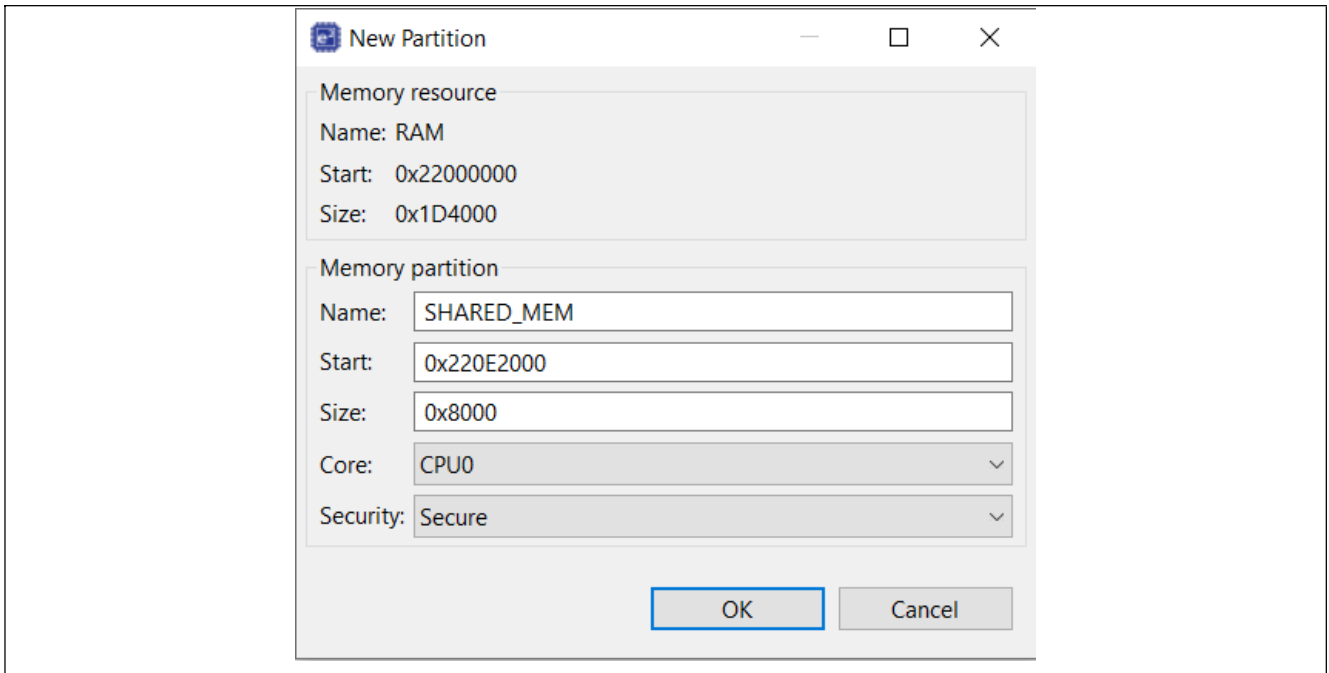 New Partition
Memory resource
Name: RAM
Start: 0x22000000
Size: 0x1D4000
Memory partition
Name: SHARED_MEM
Start: 0x220E2000
Size: 0x8000
Core: CPU0
Security: Secure
OK Cancel